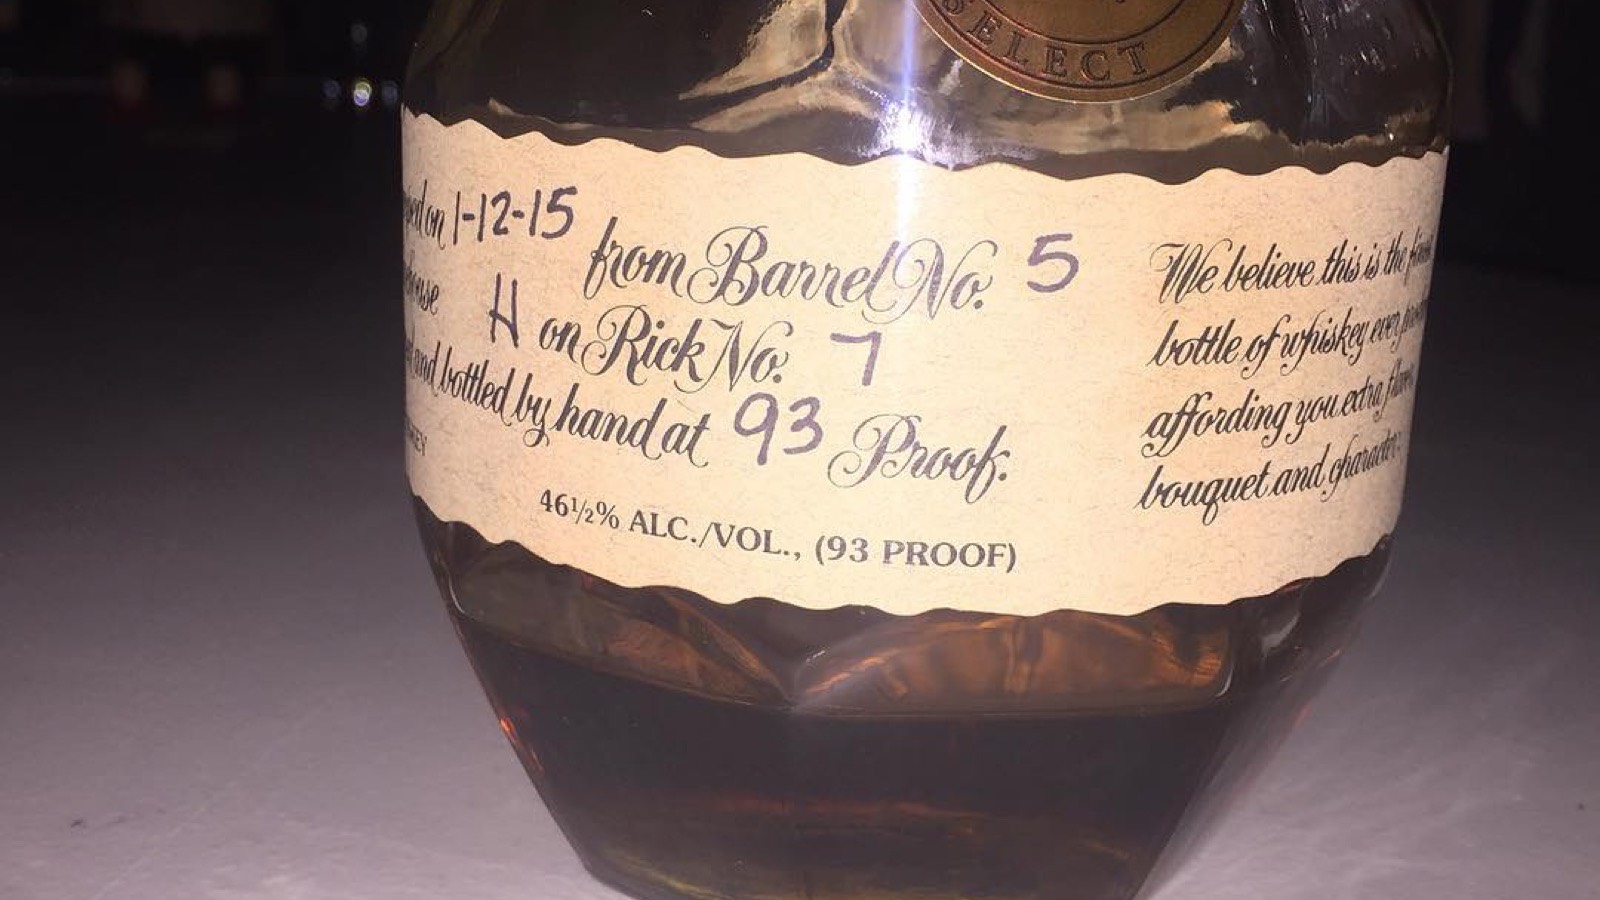 SELECT
on 1-12-15 from Barrel No. 5
H on Rick No. 7
and bottled by hand at 93 Proof.
46½% ALC./VOL., (93 PROOF)
We believe this is the
bottle of whiskey ever
affording you extra
bouquet and character.